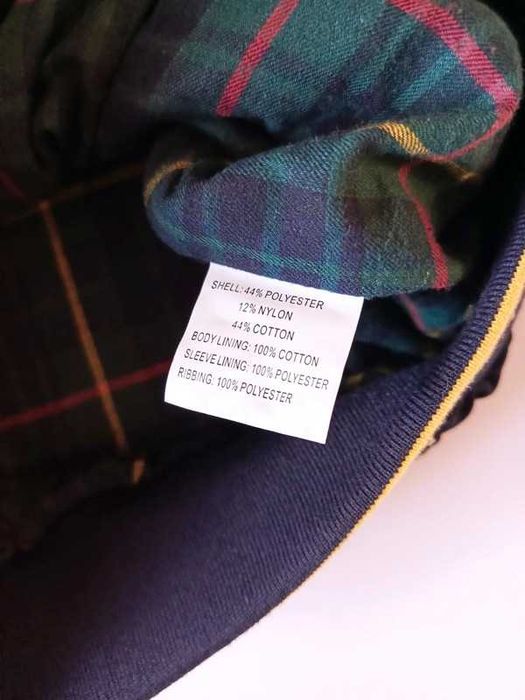 SHELL: 44% POLYESTER
12% NYLON
44% COTTON
BODY LINING: 100% COTTON
SLEEVE LINING: 100% POLYESTER
RIBBING: 100% POLYESTER